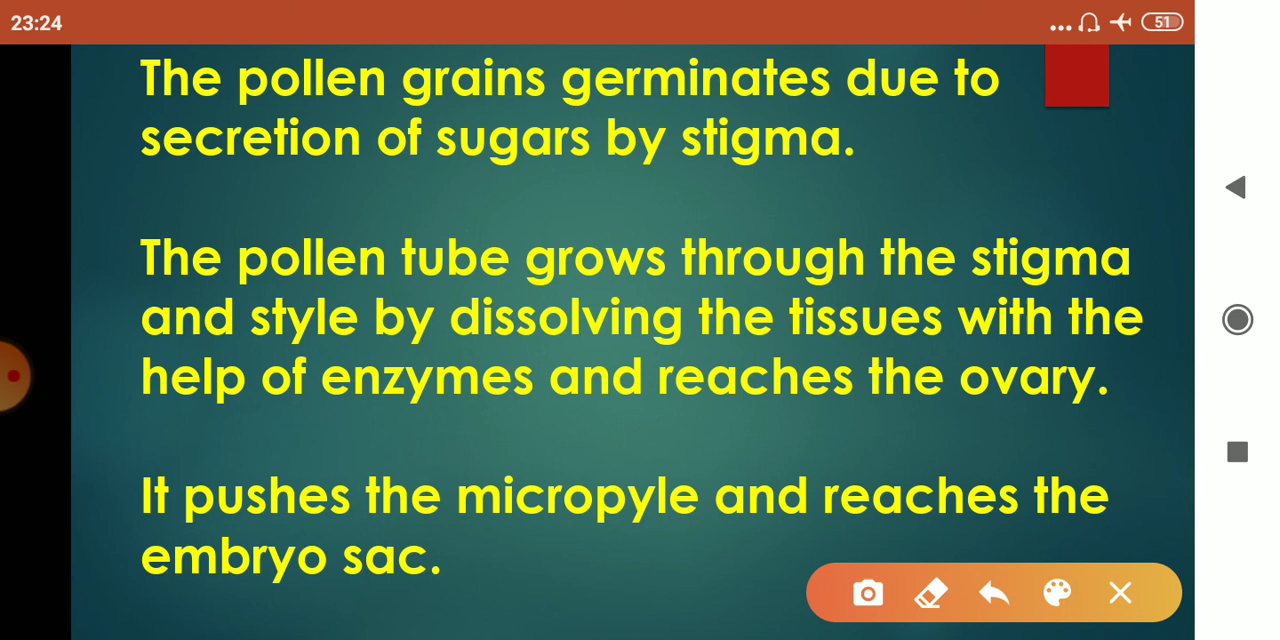 23:24
51
The pollen grains germinates due to
secretion of sugars by stigma.
The pollen tube grows through the stigma
and style by dissolving the tissues with the
help of enzymes and reaches the ovary.
It pushes the micropyle and reaches the
embryo sac.